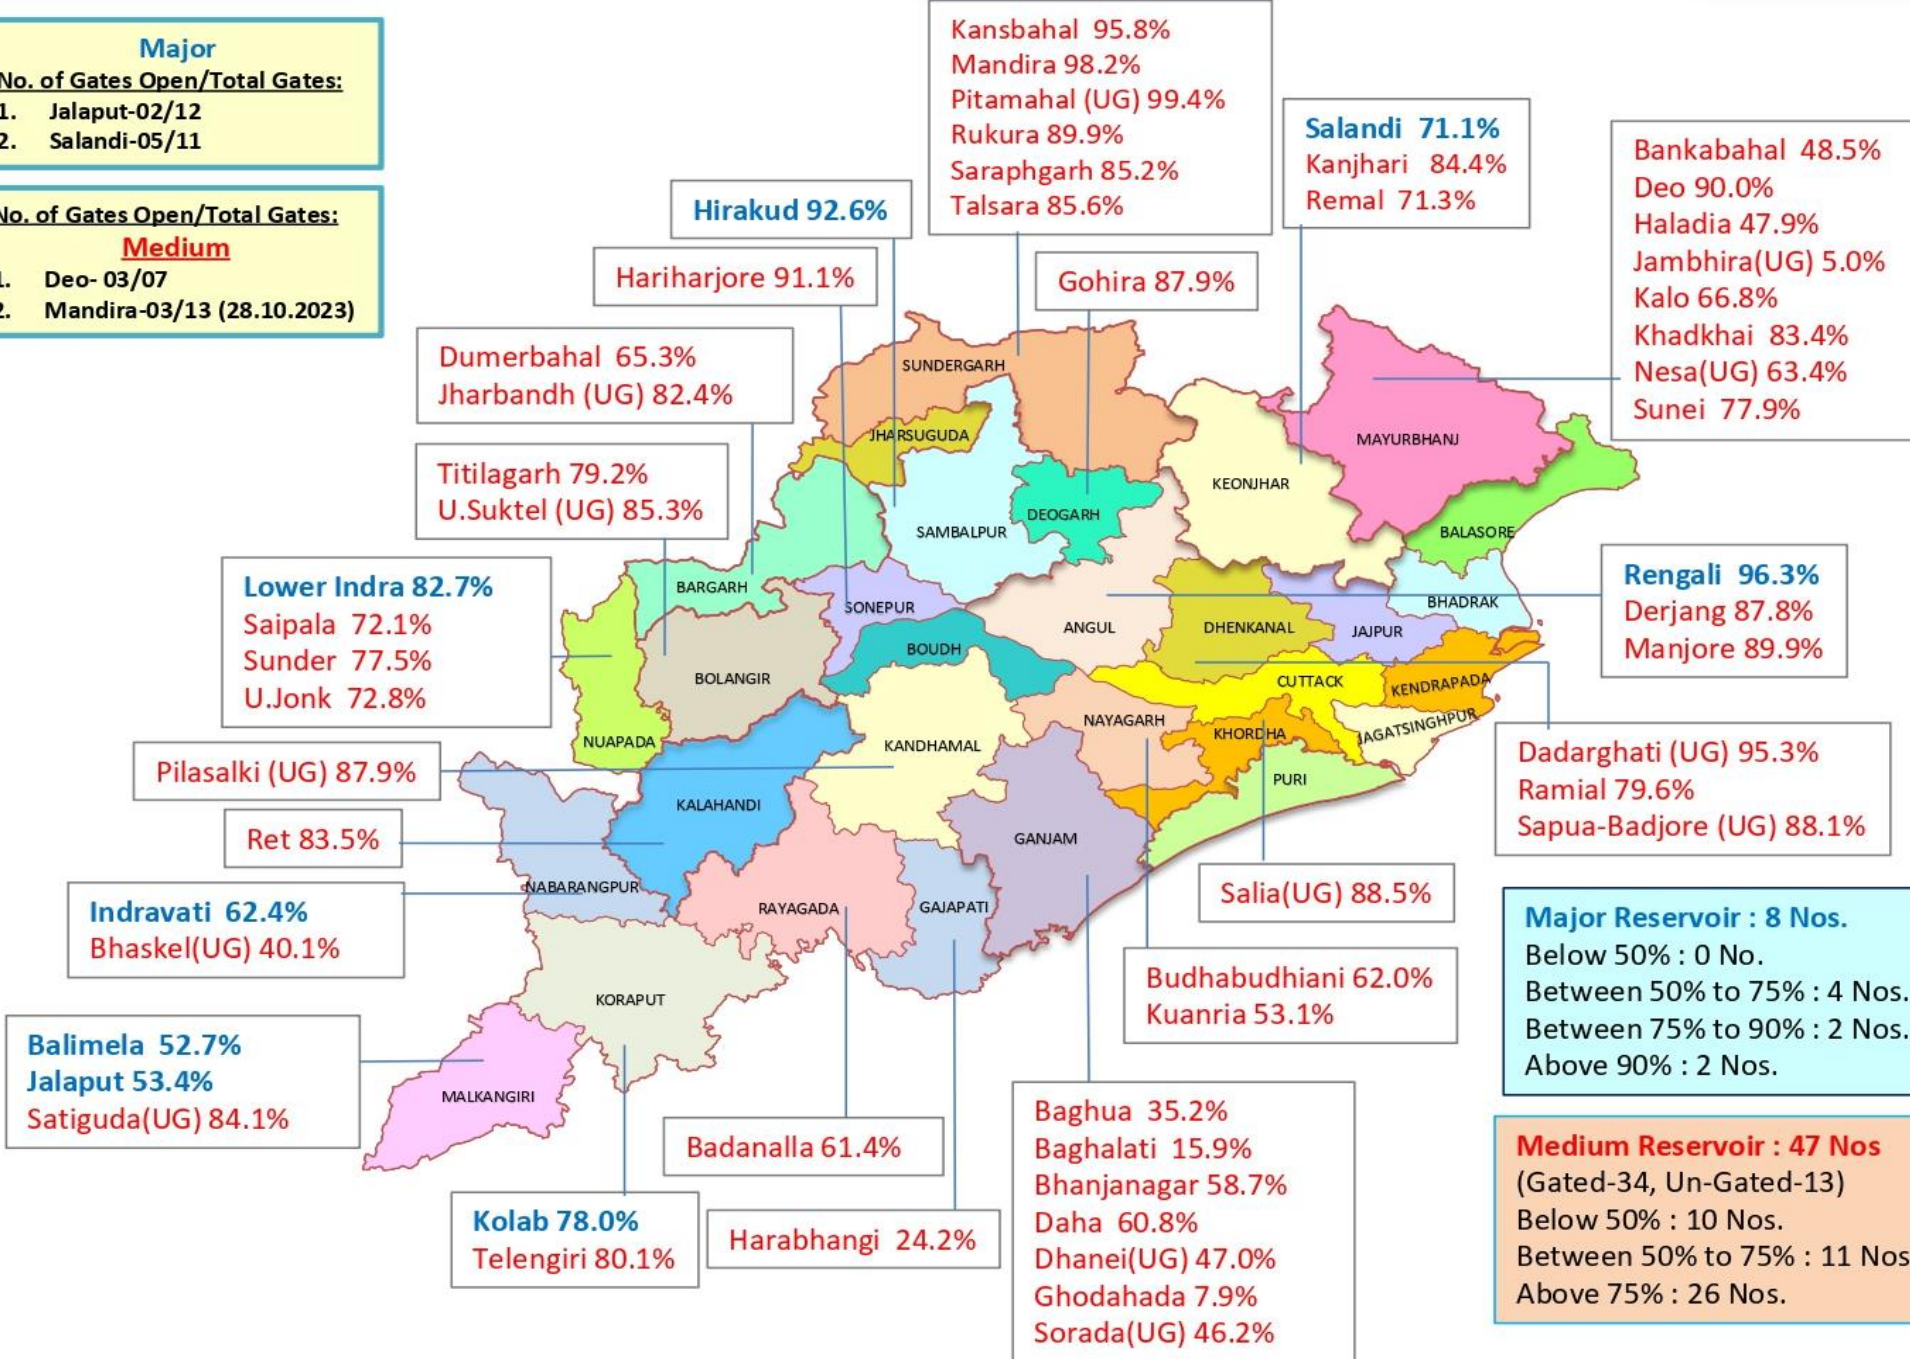 Major
No. of Gates Open/Total Gates:
1. Jalaput-02/12
2. Salandi-05/11
No. of Gates Open/Total Gates:
Medium
1. Deo- 03/07
2. Mandira-03/13 (28.10.2023)
Kansbahal 95.8%
Mandira 98.2%
Pitamahal (UG) 99.4%
Rukura 89.9%
Saraphgarh 85.2%
Talsara 85.6%
Salandi 71.1%
Kanjhari 84.4%
Remal 71.3%
Bankabahal 48.5%
Deo 90.0%
Haladia 47.9%
Jambhira(UG) 5.0%
Kalo 66.8%
Khadkhai 83.4%
Nesa(UG) 63.4%
Sunei 77.9%
Hirakud 92.6%
Hariharjore 91.1%
Gohira 87.9%
Dumerbahal 65.3%
Jharbandh (UG) 82.4%
Titilagarh 79.2%
U.Suktel (UG) 85.3%
Lower Indra 82.7%
Saipala 72.1%
Sunder 77.5%
U.Jonk 72.8%
Pilasalki (UG) 87.9%
Ret 83.5%
Indravati 62.4%
Bhaskel(UG) 40.1%
Balimela 52.7%
Jalaput 53.4%
Satiguda(UG) 84.1%
SUNDERGARH
JHARSUGUDA
MAYURBHANJ
KEONJHAR
DEOGARH
SAMBALPUR
BALASORE
BARGARH
SONEPUR
BHADRAK
ANGUL
DHENKANAL
JAJPUR
BOUDH
BOLANGIR
CUTTACK
KENDRAPADA
NAYAGARH
KHORDHA
JAGATSINGHPUR
NUAPADA
KANDHAMAL
PURI
KALAHANDI
GANJAM
NABARANGPUR
RAYAGADA
GAJAPATI
KORAPUT
MALKANGIRI
Rengali 96.3%
Derjang 87.8%
Manjore 89.9%
Dadarghati (UG) 95.3%
Ramial 79.6%
Sapua-Badjore (UG) 88.1%
Salia(UG) 88.5%
Budhabudhiani 62.0%
Kuanria 53.1%
Badanalla 61.4%
Kolab 78.0%
Telengiri 80.1%
Harabhangi 24.2%
Baghua 35.2%
Baghalati 15.9%
Bhanjanagar 58.7%
Daha 60.8%
Dhanei(UG) 47.0%
Ghodahada 7.9%
Sorada(UG) 46.2%
Major Reservoir : 8 Nos.
Below 50% : 0 No.
Between 50% to 75% : 4 Nos.
Between 75% to 90% : 2 Nos.
Above 90% : 2 Nos.
Medium Reservoir : 47 Nos
(Gated-34, Un-Gated-13)
Below 50% : 10 Nos.
Between 50% to 75% : 11 Nos
Above 75% : 26 Nos.